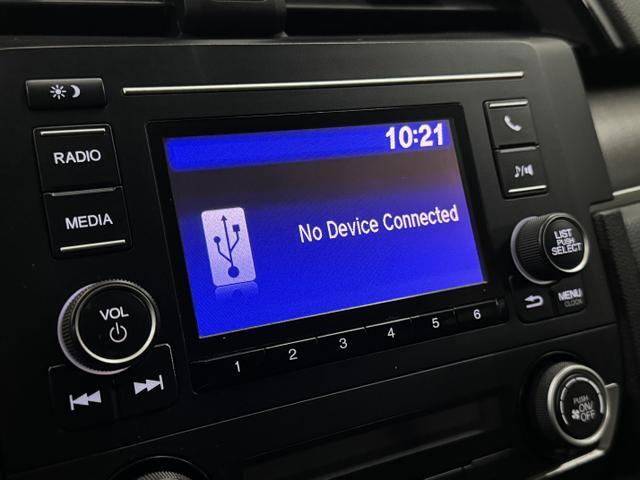 10:21
RADIO
MEDIA
No Device Connected
VOL
LIST
PUSH
SELECT
MENU
CLOCK
1 2 3 4 5 6
PUSH
ON/
OFF